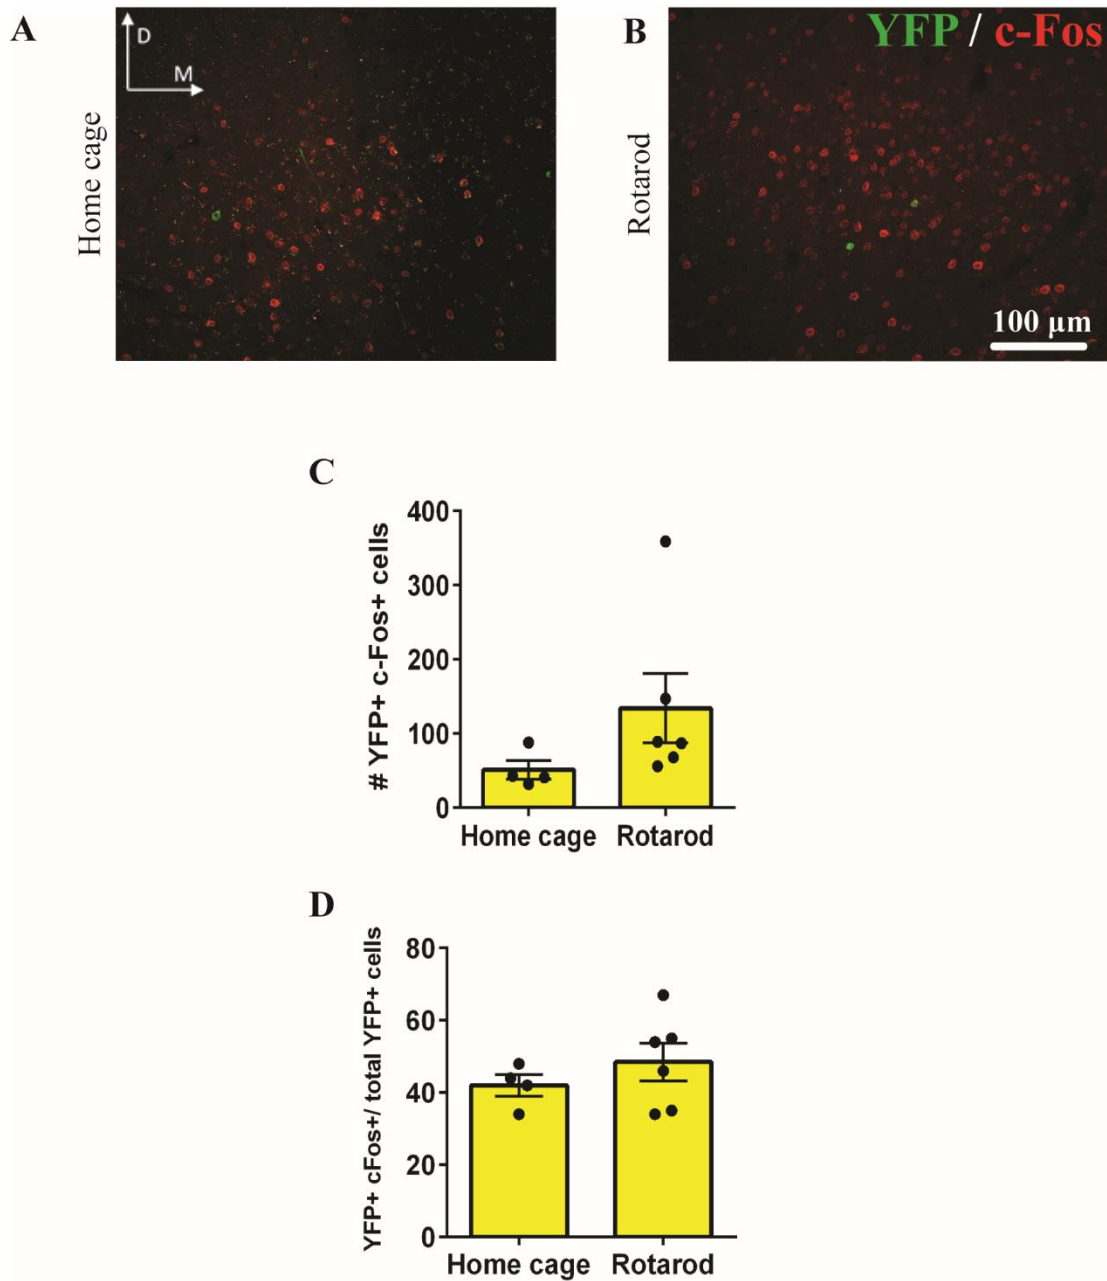 A
D
M
Home cage
B
YFP / c-Fos
Rotarod
100 µm
C
# YFP+ c-Fos+ cells
400
300
200
100
0
Home cage
Rotarod
D
YFP+ cFos+/ total YFP+ cells
80
60
40
20
0
Home cage
Rotarod